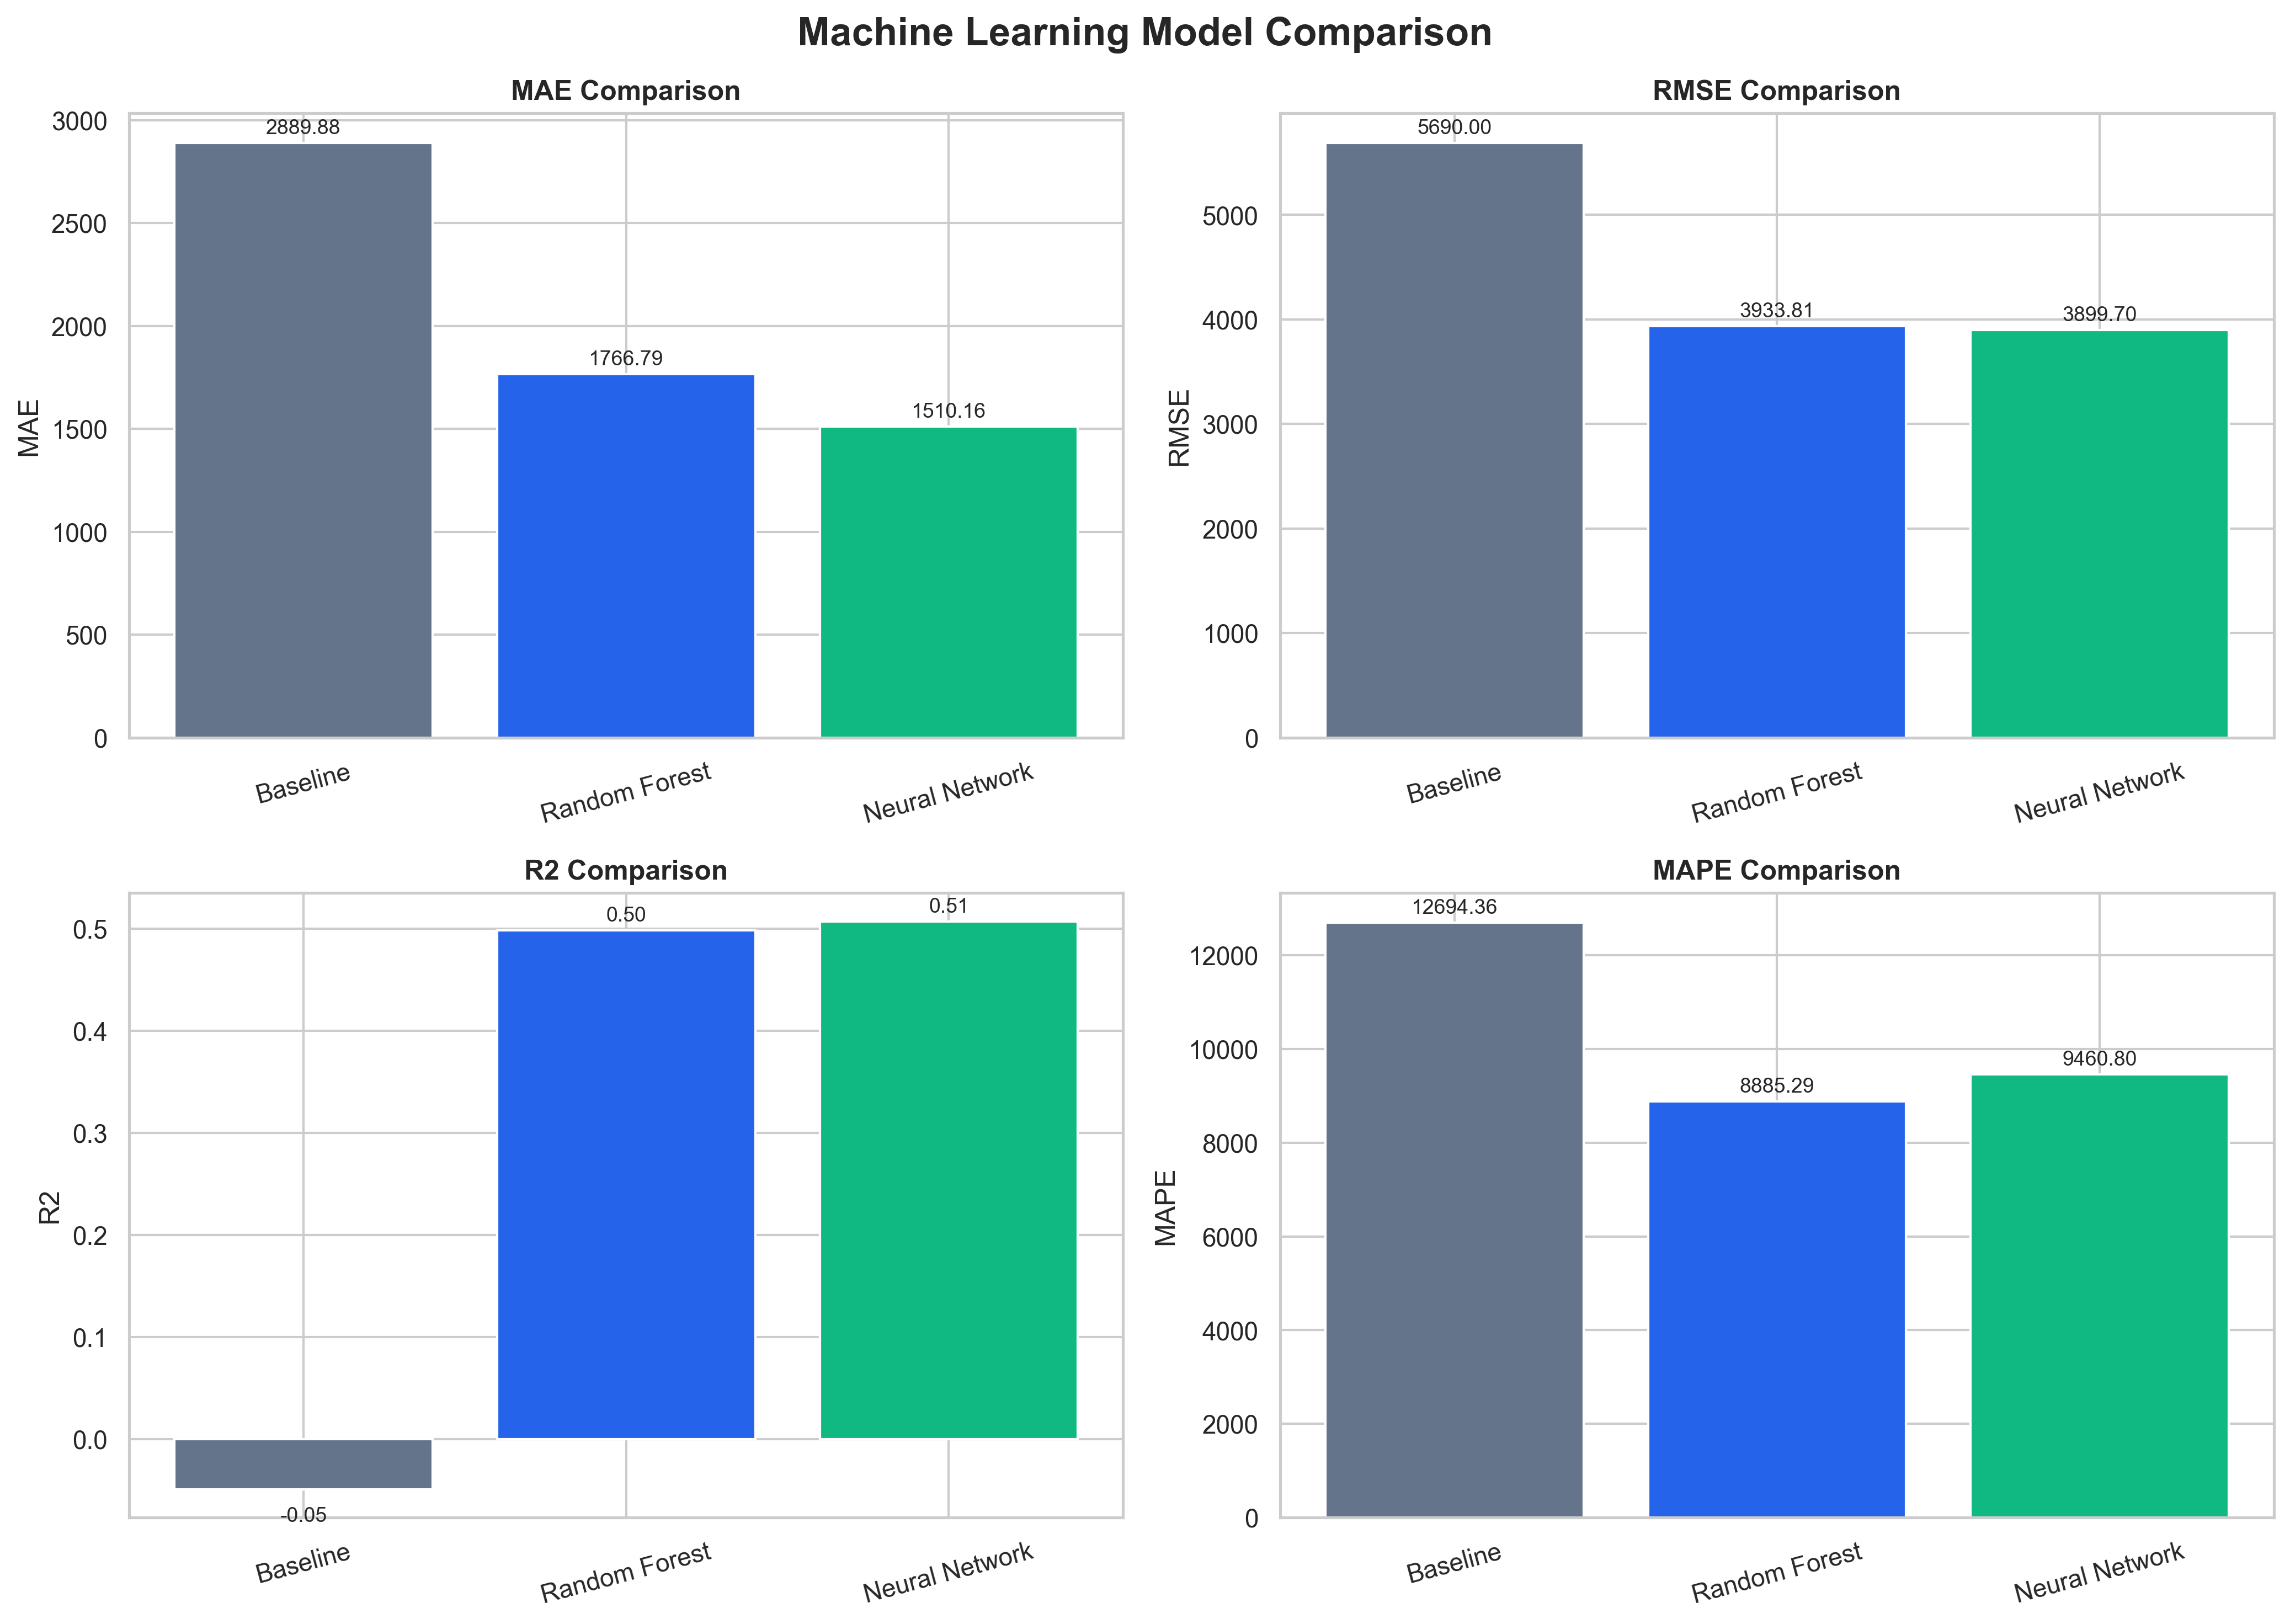 Machine Learning Model Comparison
MAE Comparison
MAE
3000
2500
2000
1500
1000
500
0
2889.88
1766.79
1510.16
Baseline
Random Forest
Neural Network
RMSE Comparison
RMSE
5000
4000
3000
2000
1000
0
5690.00
3933.81
3899.70
Baseline
Random Forest
Neural Network
R2 Comparison
R2
0.5
0.4
0.3
0.2
0.1
0.0
-0.05
0.50
0.51
Baseline
Random Forest
Neural Network
MAPE Comparison
MAPE
12000
10000
8000
6000
4000
2000
0
12694.36
8885.29
9460.80
Baseline
Random Forest
Neural Network